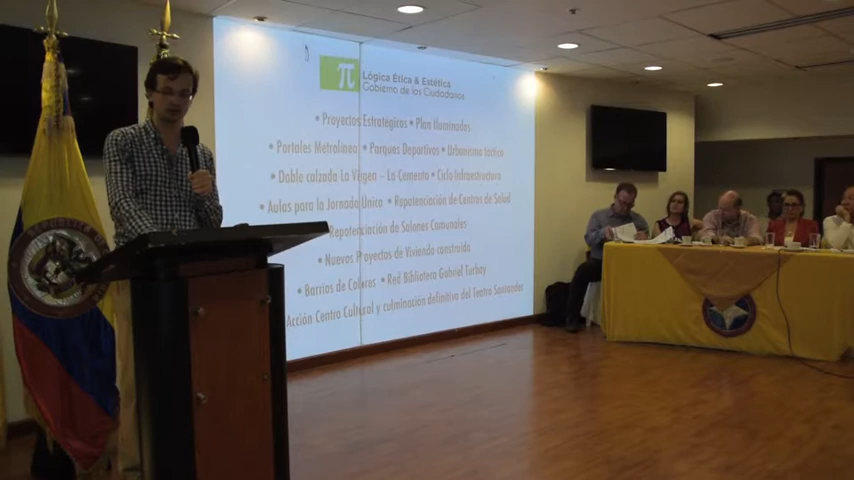 π
Lógica Ética & Estética
Gobierno de los Ciudadanos
• Proyectos Estratégicos • Plan Iluminados
• Portales Metrolínea • Parques Deportivos • Urbanismo táctico
• Doble calzada La Virgen – La Cemento • Ciclo-Infraestructura
• Aulas para la Jornada Única • Repotenciación de Centros de Salud
Repotenciación de Salones Comunales
• Nuevos Proyectos de Vivienda construida
• Barrios de Colores • Red Biblioteca Gabriel Turbay
Acción Centro Cultural y culminación definitiva del Teatro Santander